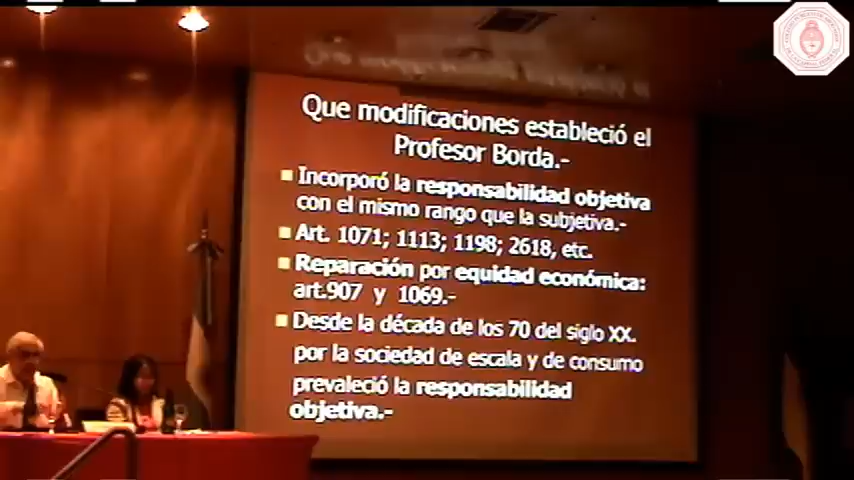 Que modificaciones estableció el
Profesor Borda.-
Incorporó la responsabilidad objetiva
con el mismo rango que la subjetiva.-
Art. 1071; 1113; 1198; 2618, etc.
Reparación por equidad económica:
art.907 y 1069.-
Desde la década de los 70 del siglo XX.
por la sociedad de escala y de consumo
prevaleció la responsabilidad
objetiva.-